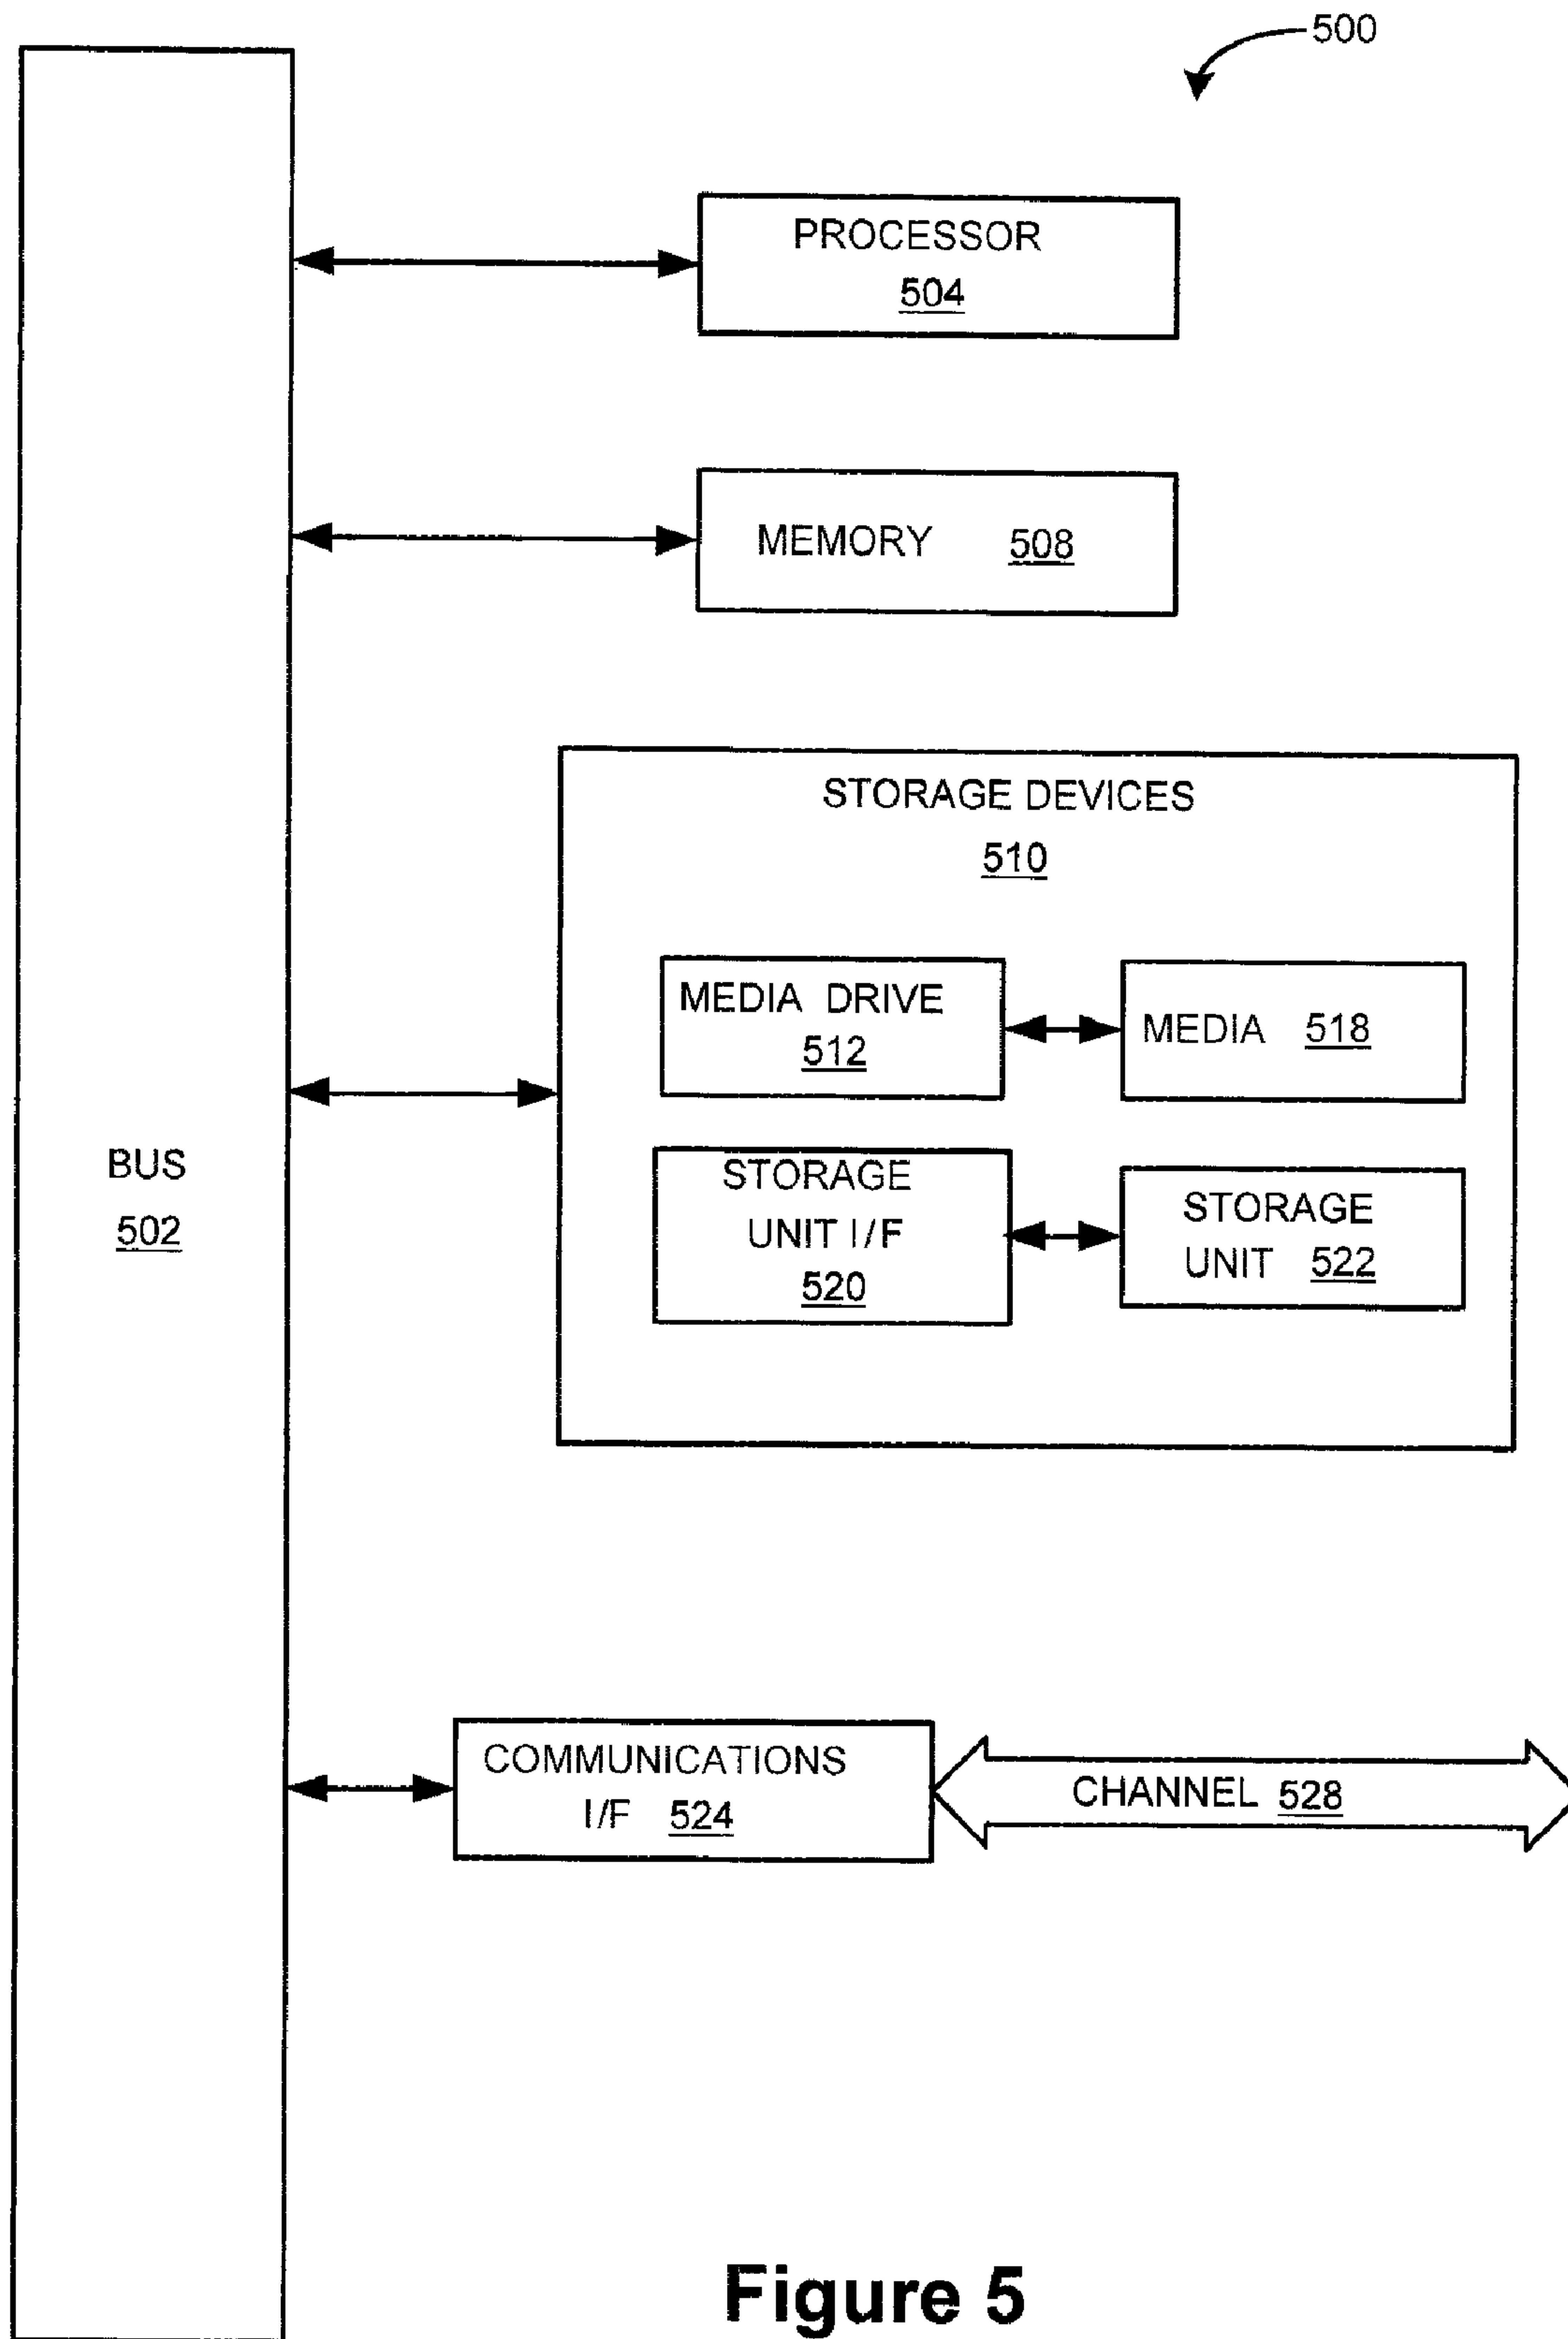 500
PROCESSOR
504
MEMORY 508
STORAGE DEVICES
510
MEDIA DRIVE
512
MEDIA 518
BUS
502
STORAGE
UNIT I/F
520
STORAGE
UNIT 522
COMMUNICATIONS
I/F 524
CHANNEL 528
Figure 5